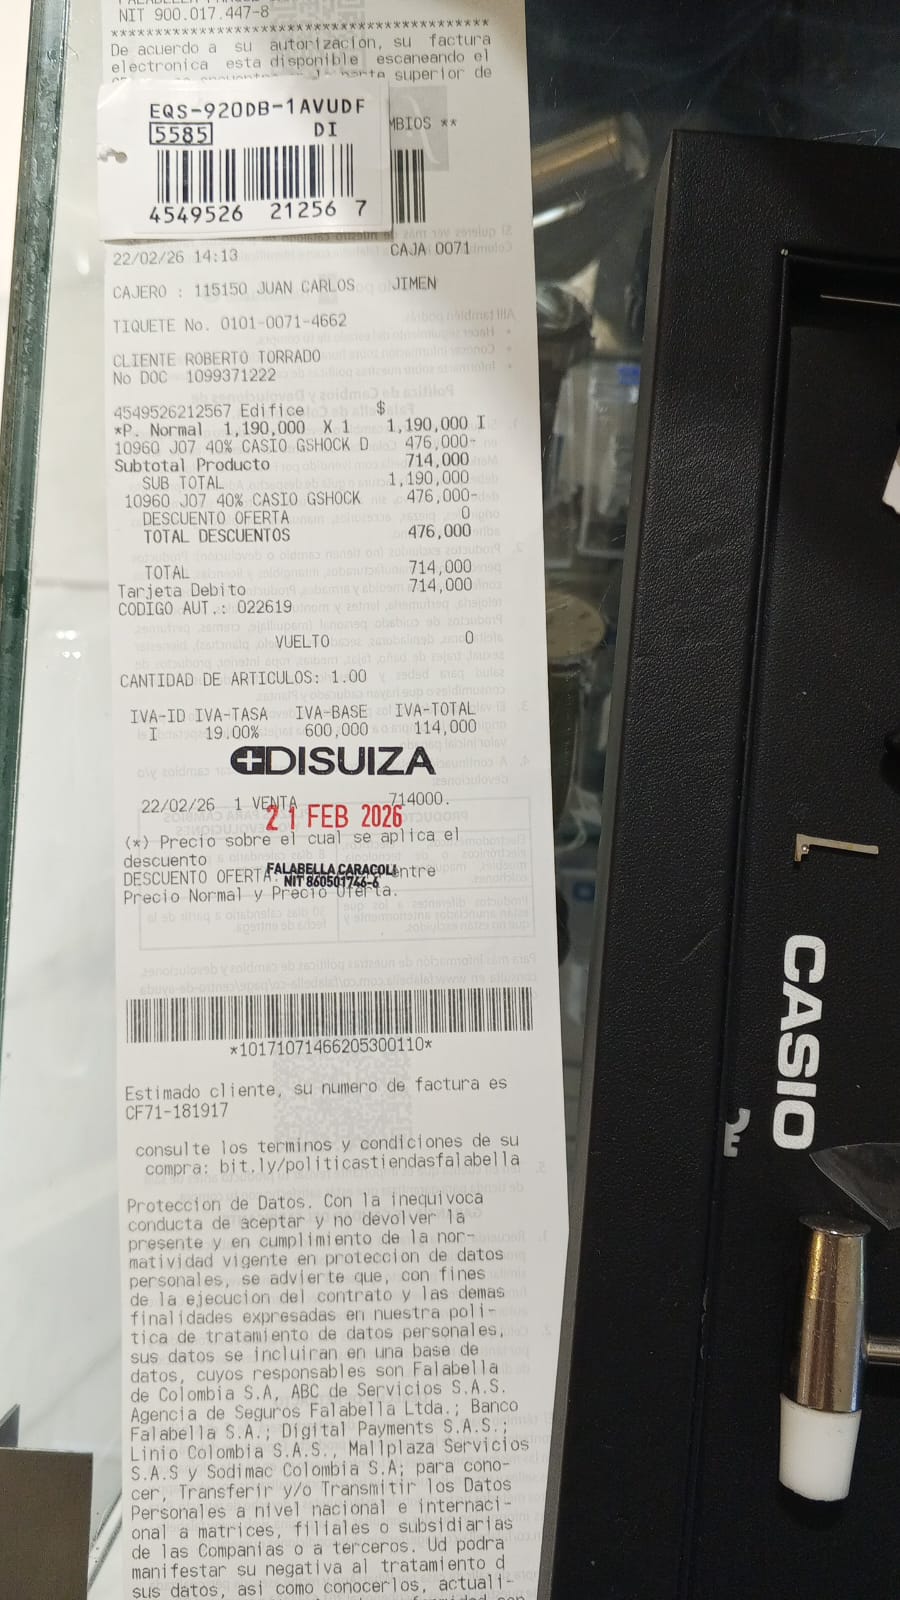 NIT 900.017.447-8
**************************************************
De acuerdo a su autorizacion, su factura
electronica esta disponible escaneando el
superior de
EQS-920DB-1AVUDF
5585 DI
4549526 21256 7
MBIOS **
22/02/26 14:13 CAJA 0071
CAJERO : 115150 JUAN CARLOS JIMEN
TIQUETE No. 0101-0071-4662
CLIENTE ROBERTO TORRADO
No DOC 1099371222
4549526212567 Edifice $
*P. Normal 1,190,000 X 1 1,190,000 I
10960 J07 40% CASIO GSHOCK D 476,000-
Subtotal Producto 714,000
SUB TOTAL 1,190,000
10960 J07 40% CASIO GSHOCK 476,000-
DESCUENTO OFERTA 0
TOTAL DESCUENTOS 476,000
TOTAL 714,000
Tarjeta Debito 714,000
CODIGO AUT.: 022619
VUELTO 0
CANTIDAD DE ARTICULOS: 1.00
IVA-ID IVA-TASA IVA-BASE IVA-TOTAL
I 19.00% 600,000 114,000
DISUIZA
22/02/26 1 VENTA 714000.
21 FEB 2026
(*) Precio sobre el cual se aplica el
descuento
DESCUENTO OFERTA: entre
FALABELLA CARACOLI
NIT 860501746-6
Precio Normal y Precio Oferta.
*10171071466205300110*
Estimado cliente, su numero de factura es
CF71-181917
consulte los terminos y condiciones de su
compra: bit.ly/politicastiendasfalabella
Proteccion de Datos. Con la inequivoca
conducta de aceptar y no devolver la
presente y en cumplimiento de la nor-
matividad vigente en proteccion de datos
personales, se advierte que, con fines
de la ejecucion del contrato y las demas
finalidades expresadas en nuestra poli-
tica de tratamiento de datos personales,
sus datos se incluiran en una base de
datos, cuyos responsables son Falabella
de Colombia S.A, ABC de Servicios S.A.S.
Agencia de Seguros Falabella Ltda.; Banco
Falabella S.A.; Digital Payments S.A.S.;
Linio Colombia S.A.S., Mallplaza Servicios
S.A.S y Sodimac Colombia S.A; para cono-
cer, Transferir y/o Transmitir los Datos
Personales a nivel nacional e internaci-
onal a matrices, filiales o subsidiarias
de las Companias o a terceros. Ud podra
manifestar su negativa al tratamiento d
sus datos, asi como conocerlos, actuali-
CASIO